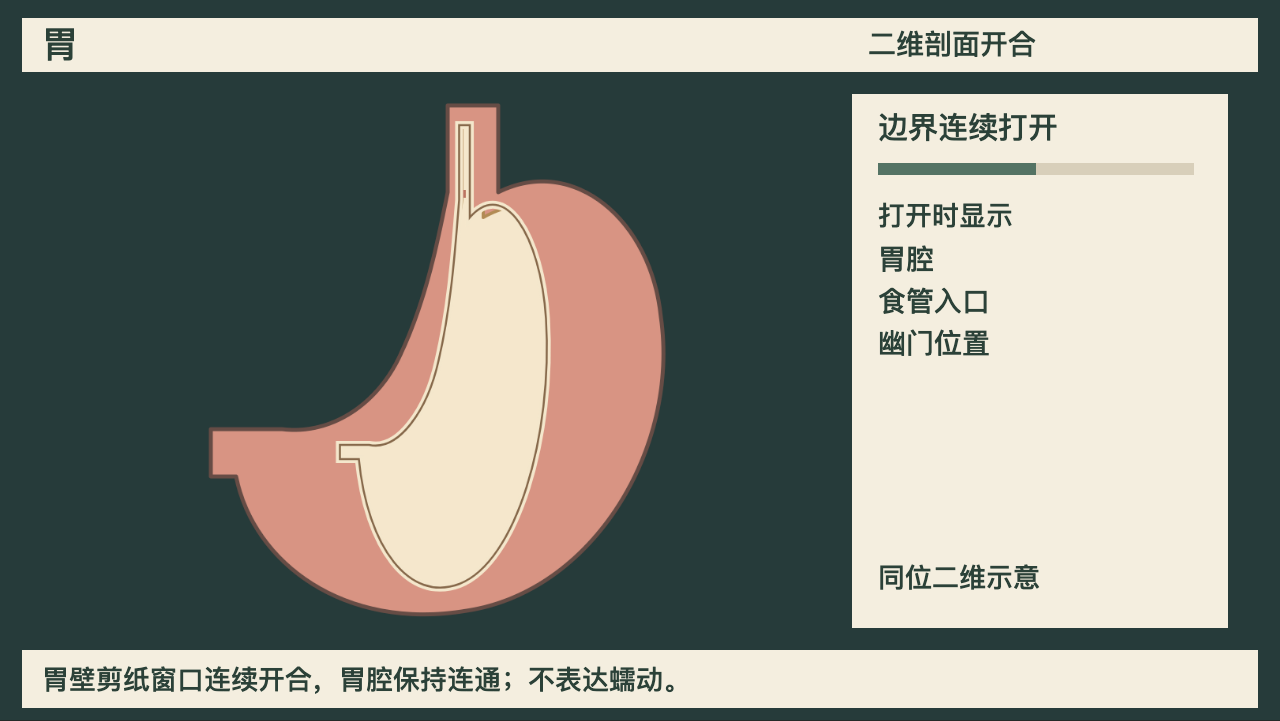 胃
二维剖面开合
边界连续打开
打开时显示
胃腔
食管入口
幽门位置
同位二维示意
胃壁剪纸窗口连续开合，胃腔保持连通；不表达蠕动。